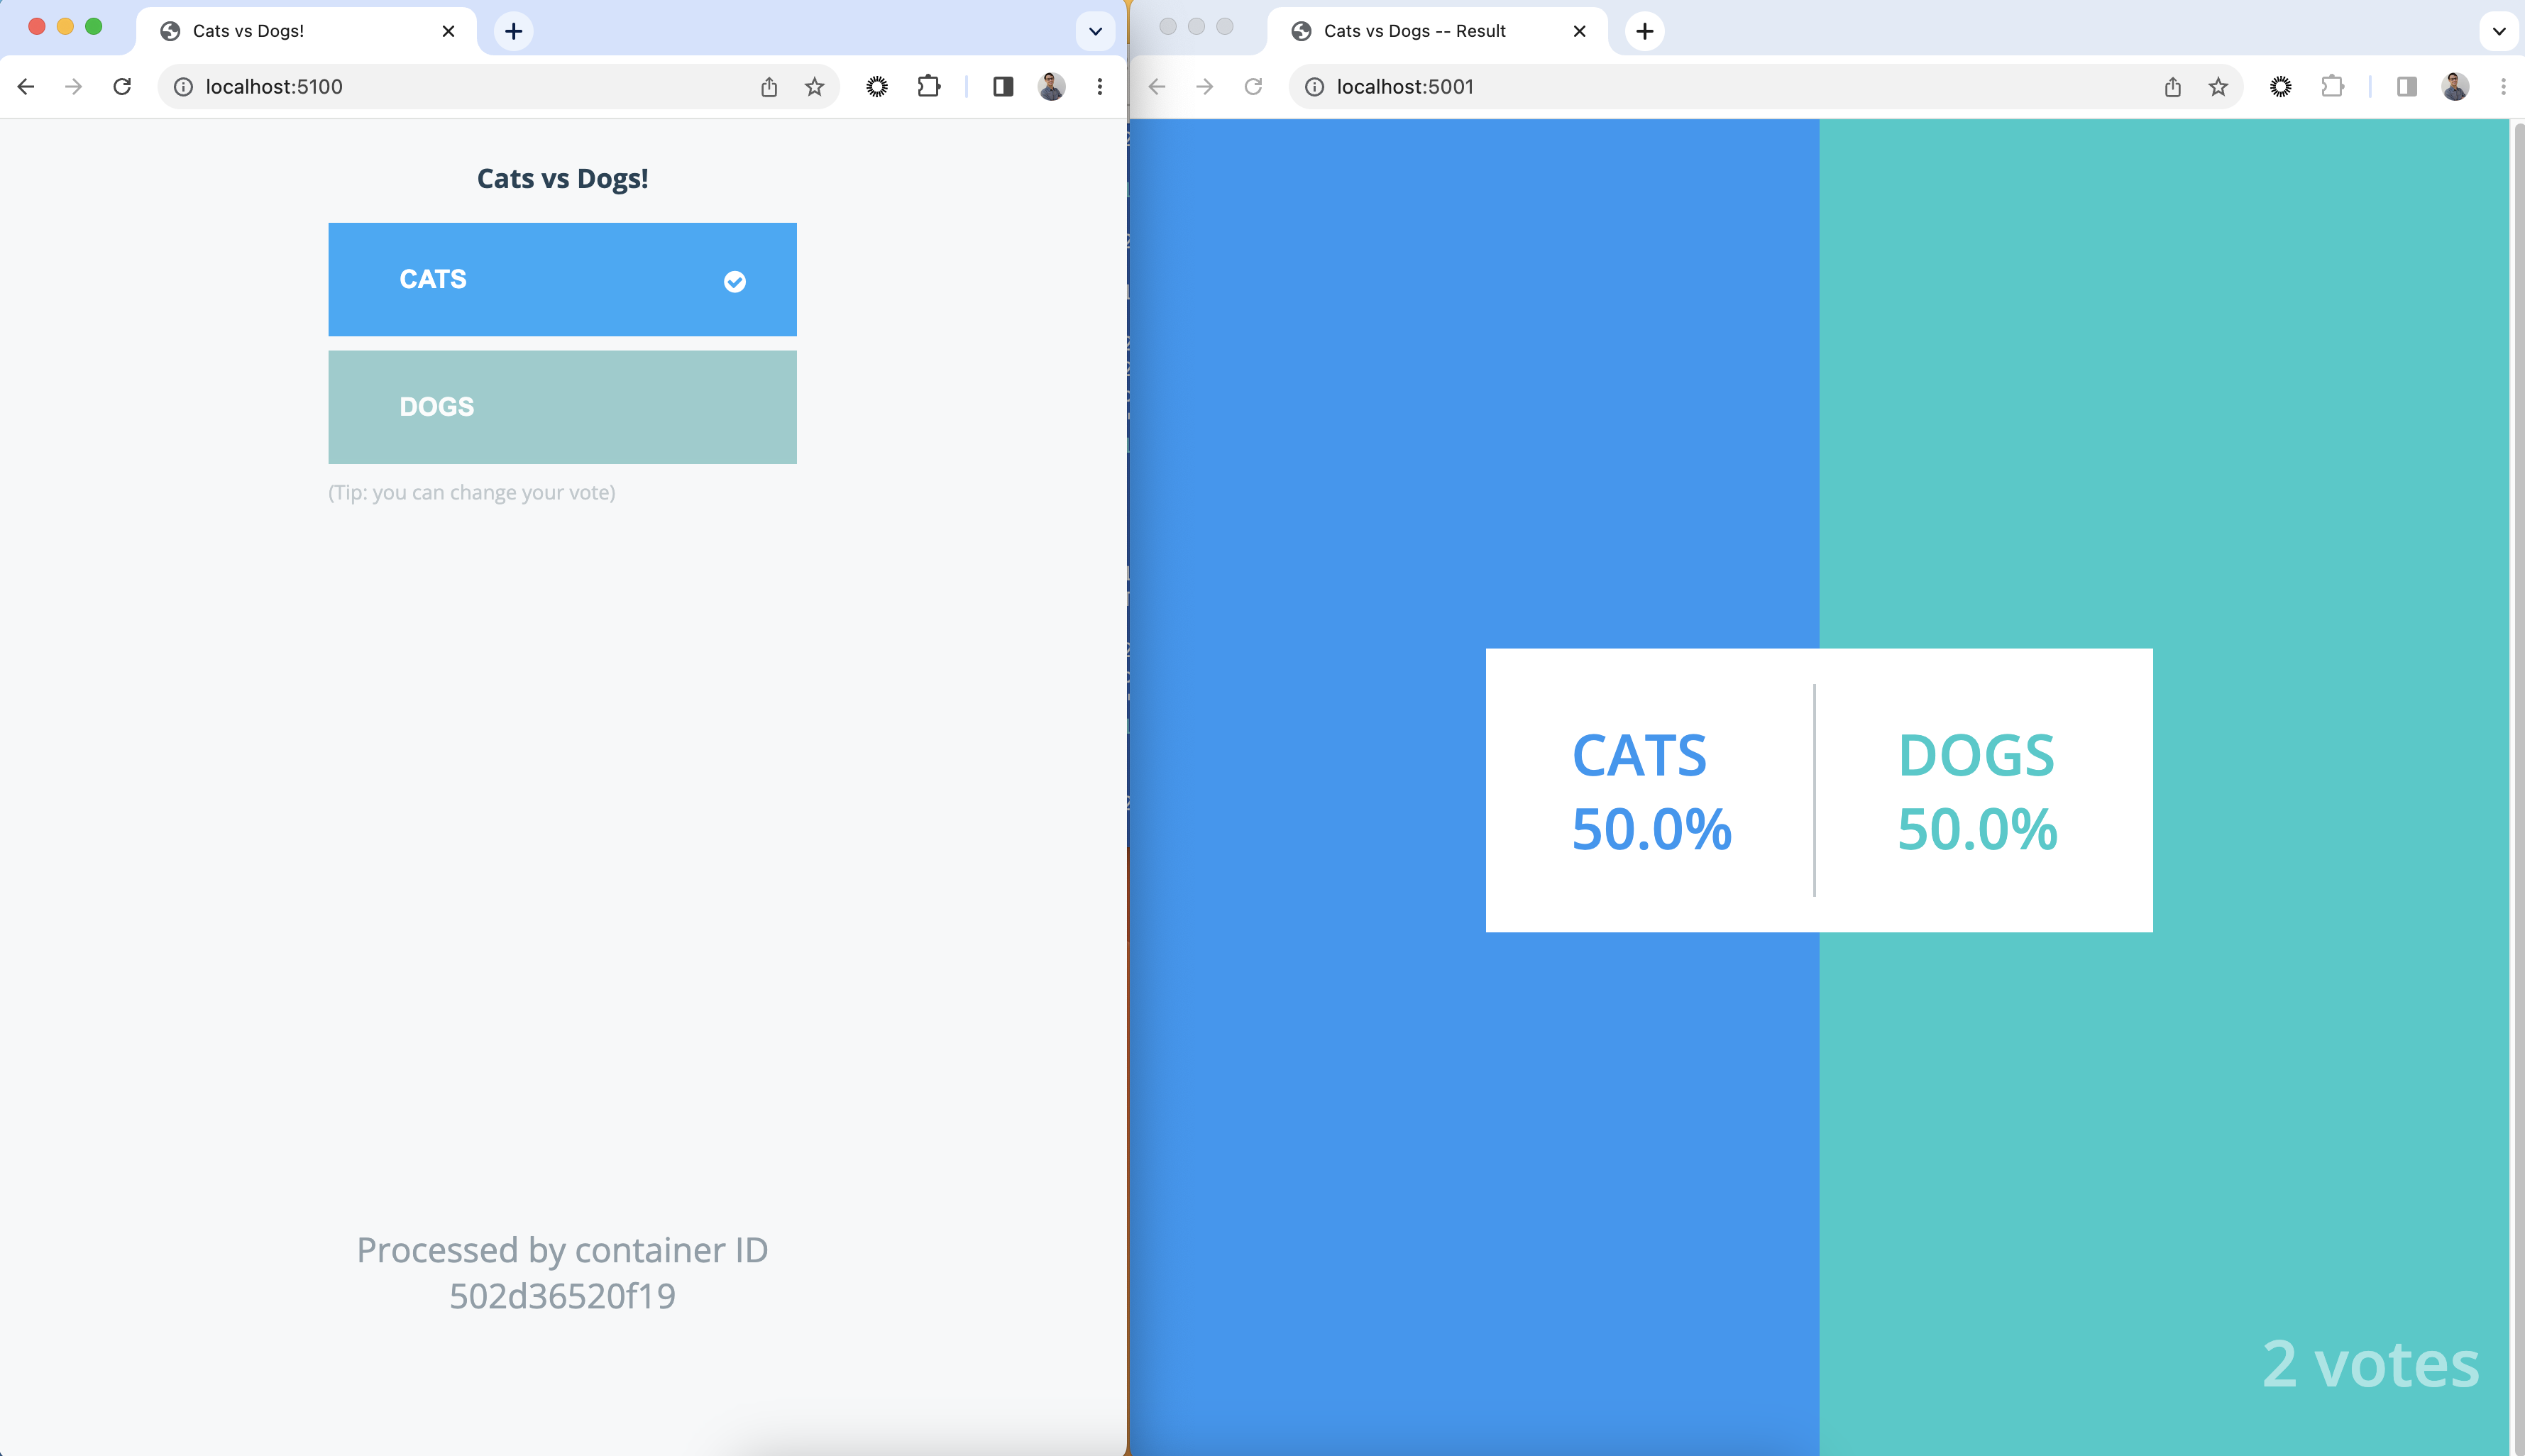 Cats vs Dogs!
localhost:5100
Cats vs Dogs!
CATS
DOGS
(Tip: you can change your vote)
Processed by container ID
502d36520f19
Cats vs Dogs -- Result
localhost:5001
CATS
50.0%
DOGS
50.0%
2 votes